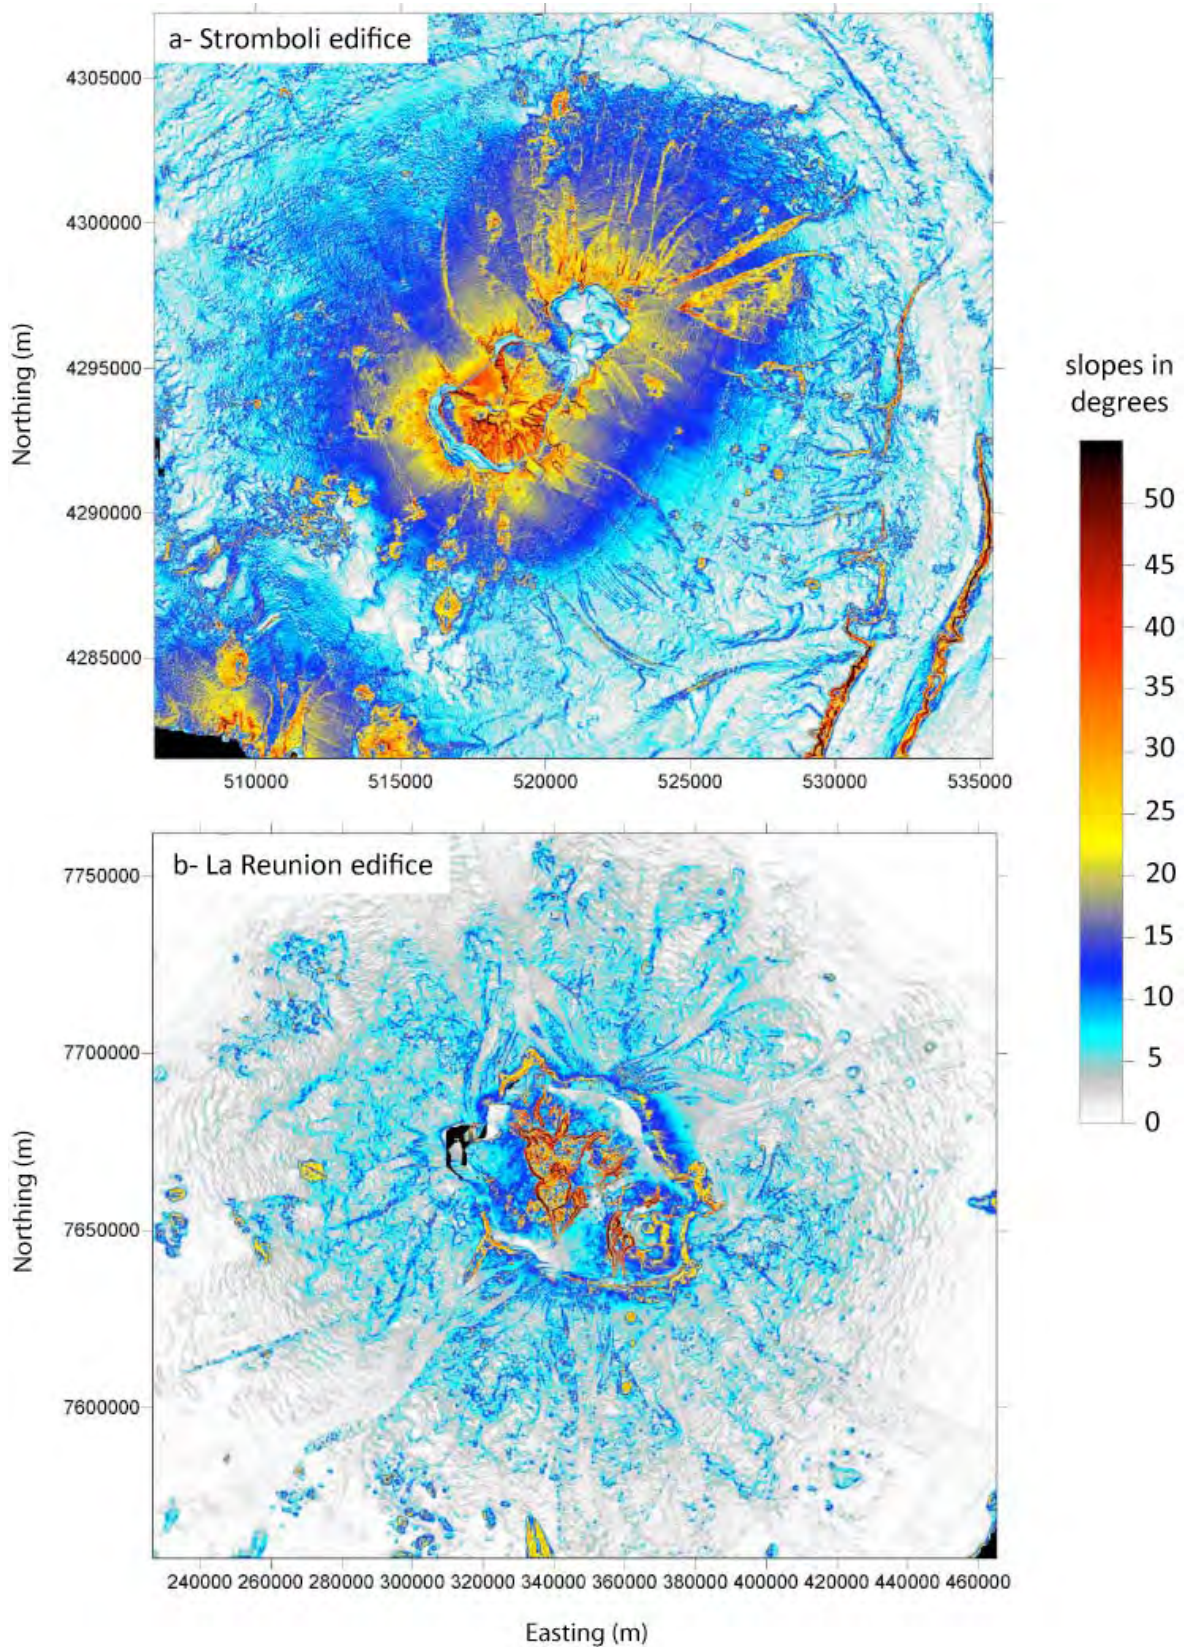 a- Stromboli edifice
4305000
4300000
4295000
4290000
4285000
Northing (m)
510000 515000 520000 525000 530000 535000
slopes in
degrees
50
45
40
35
30
25
20
15
10
5
0
b- La Reunion edifice
7750000
7700000
7650000
7600000
Northing (m)
240000 260000 280000 300000 320000 340000 360000 380000 400000 420000 440000 460000
Easting (m)